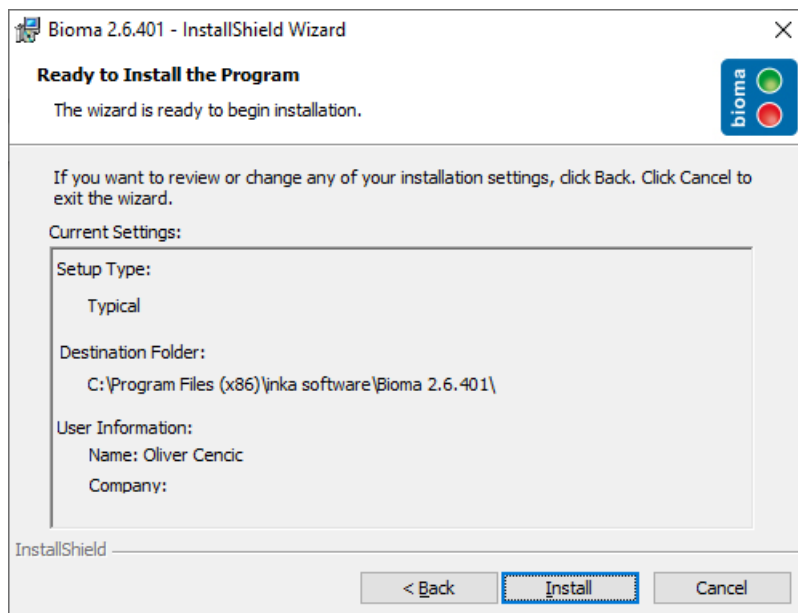 Bioma 2.6.401 - InstallShield Wizard
Ready to Install the Program
The wizard is ready to begin installation.
bioma
If you want to review or change any of your installation settings, click Back. Click Cancel to
exit the wizard.
Current Settings:
Setup Type:
Typical
Destination Folder:
C:\Program Files (x86)\inka software\Bioma 2.6.401\
User Information:
Name: Oliver Cencic
Company:
InstallShield
< Back Install Cancel